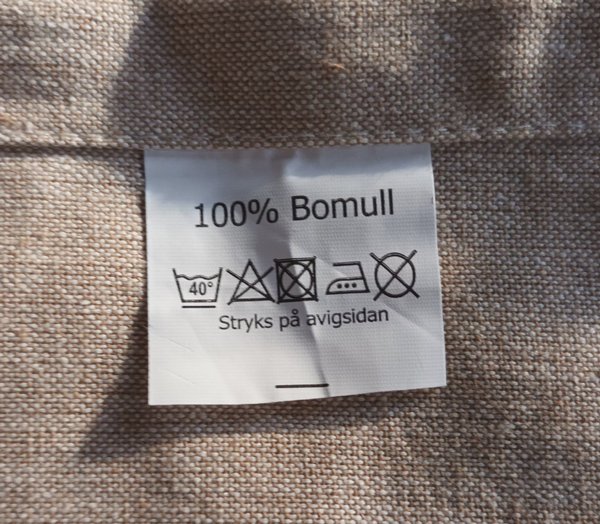 100% Bomull
40°
Stryks på avigsidan